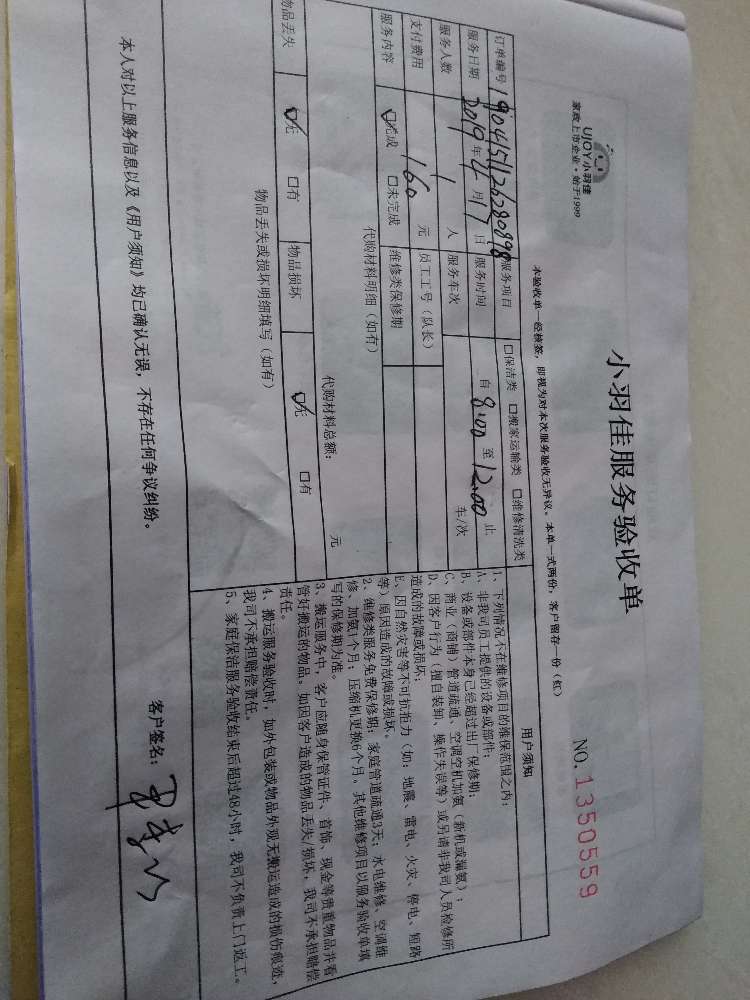 UJOY小羽佳
家政上市企业·始于1999
小羽佳服务验收单
NO.1350559
本验收单一经核签，即视为对本次服务验收无异议。本单一式两份，客户留存一份（红）
订单编号 1904151126280898 服务项目 □保洁类 □搬家运输类 □维修清洗类
服务日期 2019年4月17日 服务时间 自 8:00 至 12:00 止
服务人数 1 人 服务车次 车/次
支付费用 160 元 员工工号（队长）
服务内容 ☑完成 □未完成 维修类保修期
代购材料明细（如有）
代购材料总额： 元
物品丢失 ☑无 □有 物品损坏 ☑无 □有
物品丢失或损坏明细填写（如有）
用户须知
1、下列情况不在维修项目的维保范围之内：
A、非我司员工提供的设备或部件；
B、设备或部件本身已经超过出厂保修期；
C、商业（商铺）管道疏通、空调空机加氨（新机或漏氨）；
D、因客户行为（擅自装卸、操作失误等）或另请非我司人员检修所
造成的故障或损坏；
E、因自然灾害等不可抗拒力（如：地震、雷电、火灾、停电、短路
等）原因造成的故障或损坏。
2、维修类服务免费保修期：家庭管道疏通3天；水电维修、空调维
修、加氨1个月；压缩机更换6个月。其他维修项目以服务验收单填
写的保修期为准。
3、搬运服务中，客户应随身保管证件、首饰、现金等贵重物品并看
管好搬运的物品。如因客户造成的物品丢失/损坏，我司不承担赔偿
责任。
4、搬运服务验收时，如外包装或物品外观无搬运造成的损伤痕迹，
我司不承担赔偿责任。
5、家庭保洁服务验收结束后超过48小时，我司不负责上门返工。
本人对以上服务信息以及《用户须知》均已确认无误，不存在任何争议纠纷。
客户签名：